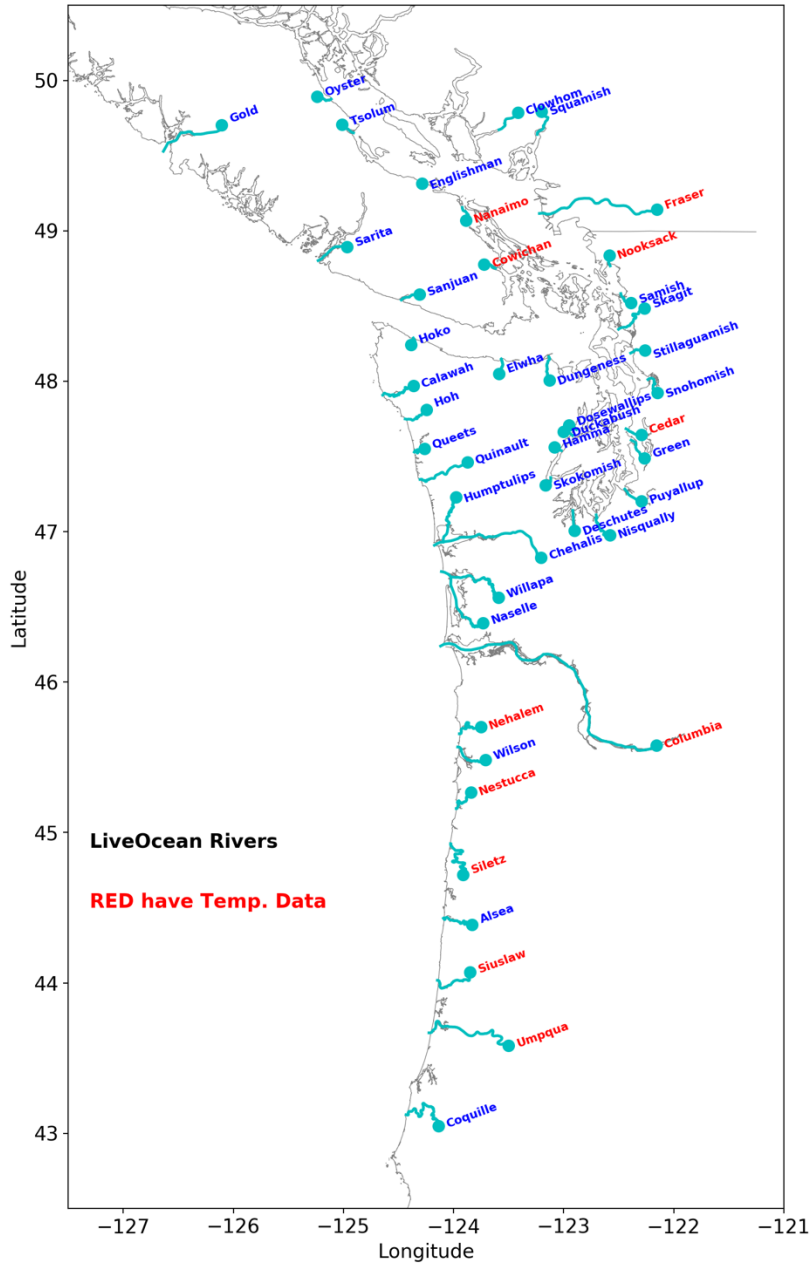 50
Oyster
Clowhom
Squamish
Gold
Tsolum
Englishman
Nanaimo
Fraser
49
Sarita
Cowichan
Nooksack
Sanjuan
Samish
Skagit
Hoko
Stillaguamish
Elwha
Dungeness
48
Calawah
Snohomish
Hoh
Dosewallips
Duckabush
Hamma
Cedar
Queets
Green
Quinault
Skokomish
Humptulips
Puyallup
47
Deschutes
Nisqually
Chehalis
Willapa
Naselle
Latitude
46
Nehalem
Columbia
Wilson
Nestucca
45
LiveOcean Rivers
Siletz
RED have Temp. Data
Alsea
Siuslaw
44
Umpqua
Coquille
43
−127
−126
−125
−124
−123
−122
−121
Longitude